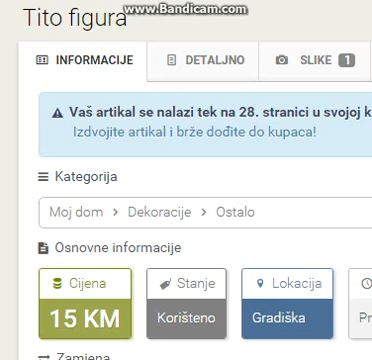 www.Bandicam.com
Tito figura
INFORMACIJE
DETALJNO
SLIKE 1
Vaš artikal se nalazi tek na 28. stranici u svojoj k
Izdvojite artikal i brže dođite do kupaca!
Kategorija
Moj dom > Dekoracije > Ostalo
Osnovne informacije
Cijena
15 KM
Stanje
Korišteno
Lokacija
Gradiška
Pr
Zamjena